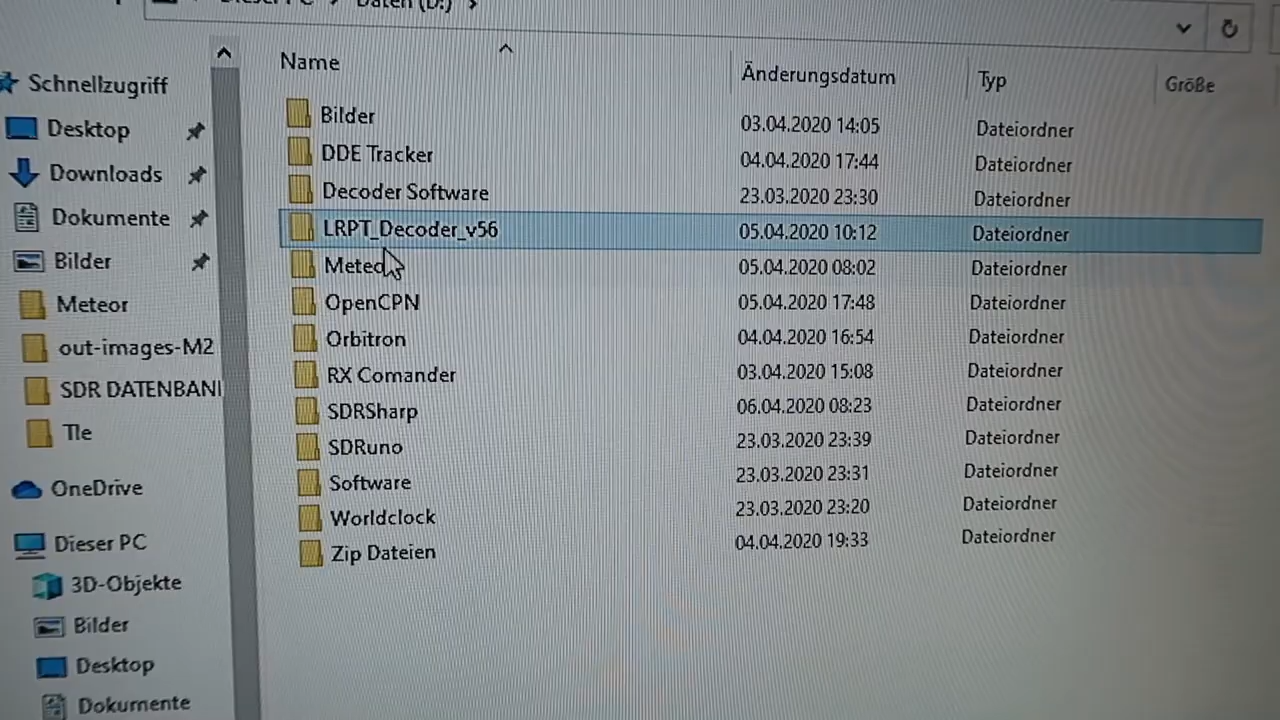 Dieser PC > Daten (D:) >
Name Änderungsdatum Typ Größe
Bilder 03.04.2020 14:05 Dateiordner
DDE Tracker 04.04.2020 17:44 Dateiordner
Decoder Software 23.03.2020 23:30 Dateiordner
LRPT_Decoder_v56 05.04.2020 10:12 Dateiordner
Meteor 05.04.2020 08:02 Dateiordner
OpenCPN 05.04.2020 17:48 Dateiordner
Orbitron 04.04.2020 16:54 Dateiordner
RX Comander 03.04.2020 15:08 Dateiordner
SDRSharp 06.04.2020 08:23 Dateiordner
SDRuno 23.03.2020 23:39 Dateiordner
Software 23.03.2020 23:31 Dateiordner
Worldclock 23.03.2020 23:20 Dateiordner
Zip Dateien 04.04.2020 19:33 Dateiordner
Schnellzugriff
Desktop
Downloads
Dokumente
Bilder
Meteor
out-images-M2
SDR DATENBAN
Tle
OneDrive
Dieser PC
3D-Objekte
Bilder
Desktop
Dokumente